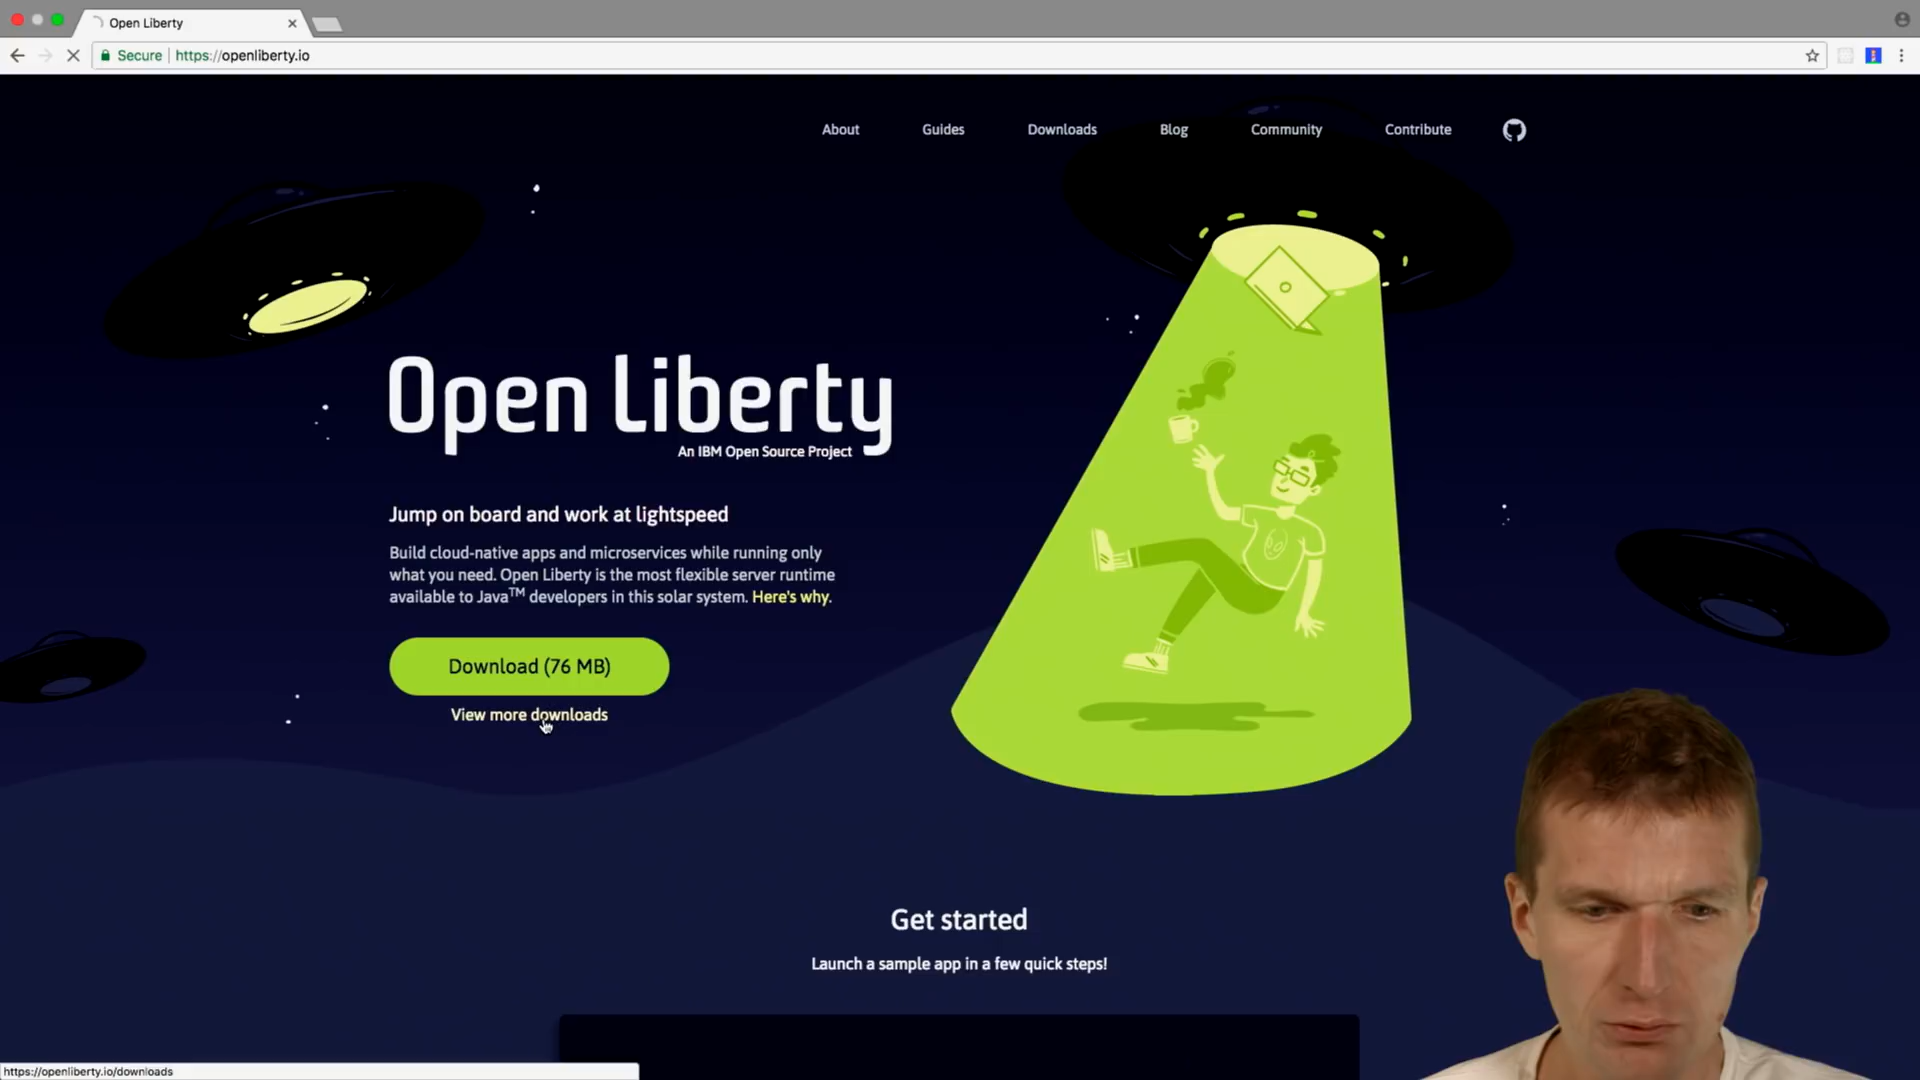 Open Liberty
Secure
https://openliberty.io
About
Guides
Downloads
Blog
Community
Contribute
Open Liberty
An IBM Open Source Project
Jump on board and work at lightspeed
Build cloud-native apps and microservices while running only
what you need. Open Liberty is the most flexible server runtime
available to Java™ developers in this solar system. Here's why.
Download (76 MB)
View more downloads
Get started
Launch a sample app in a few quick steps!
https://openliberty.io/downloads